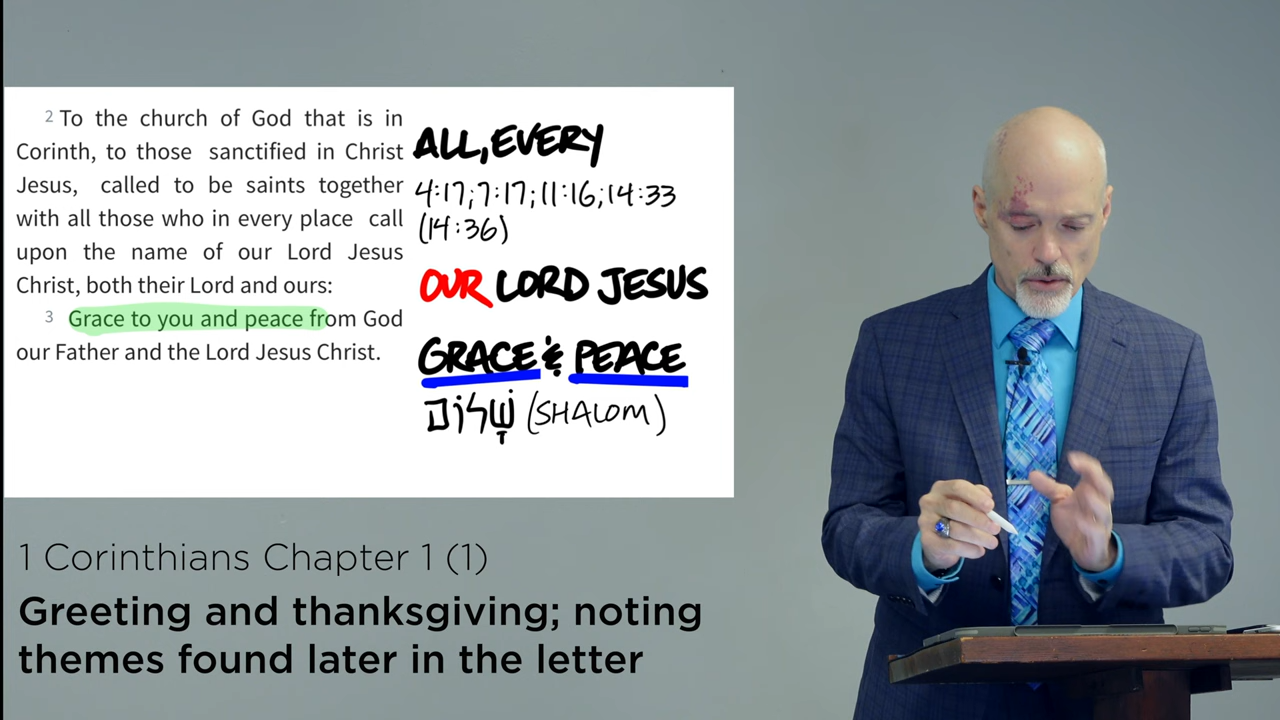 2 To the church of God that is in
Corinth, to those sanctified in Christ
Jesus, called to be saints together
with all those who in every place call
upon the name of our Lord Jesus
Christ, both their Lord and ours:
3 Grace to you and peace from God
our Father and the Lord Jesus Christ.
ALL, EVERY
4:17; 7:17; 11:16; 14:33
(14:36)
OUR LORD JESUS
GRACE & PEACE
שָׁלוֹם (SHALOM)
1 Corinthians Chapter 1 (1)
Greeting and thanksgiving; noting
themes found later in the letter